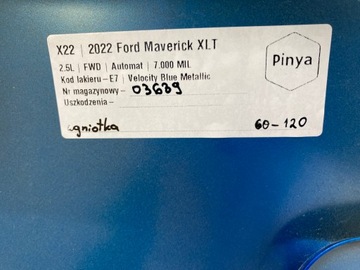 X22 | 2022 Ford Maverick XLT
2.5L | FWD | Automat | 7.000 MIL
Kod lakieru – E7 | Velocity Blue Metallic
Nr magazynowy – 03639
Uszkodzenia –
Pinya
wgniotka
60-120